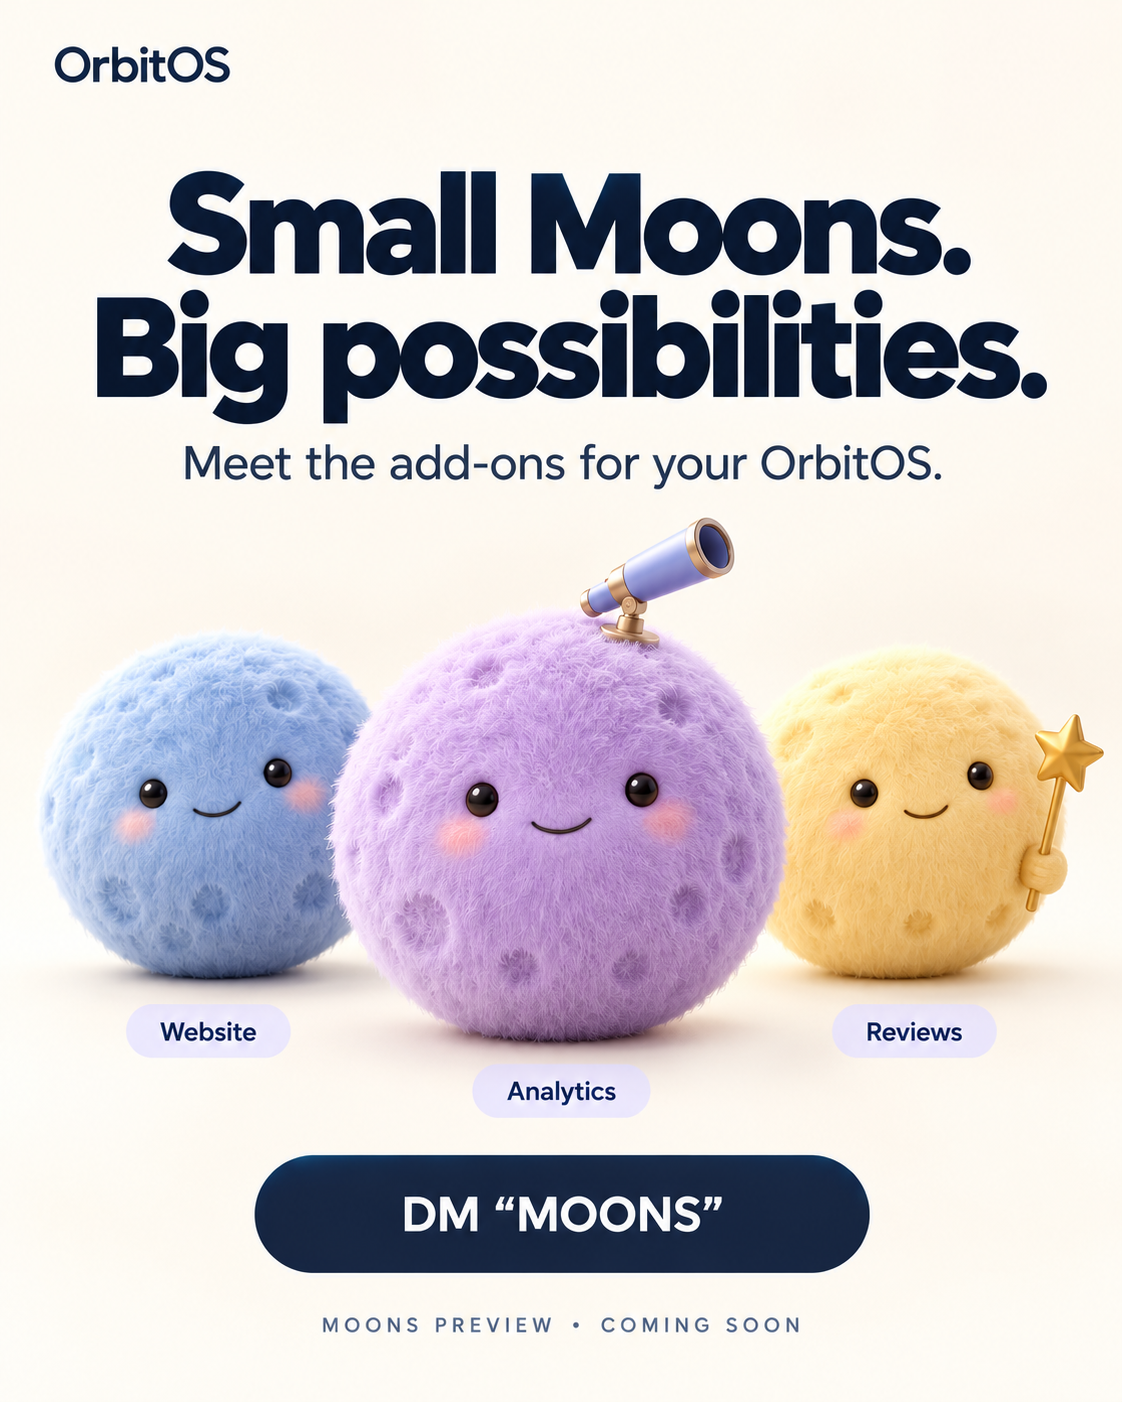 OrbitOS
Small Moons.
Big possibilities.
Meet the add-ons for your OrbitOS.
Website
Reviews
Analytics
DM “MOONS”
MOONS PREVIEW • COMING SOON